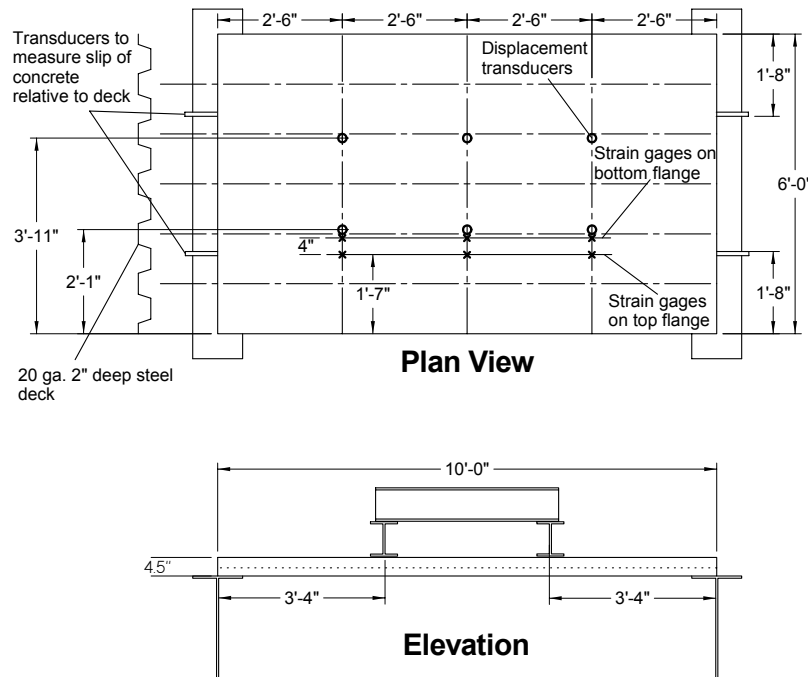 2'-6" 2'-6" 2'-6" 2'-6"
Transducers to
measure slip of
concrete
relative to deck
Displacement
transducers
1'-8"
Strain gages on
bottom flange
6'-0"
3'-11"
4"
2'-1"
1'-7"
1'-8"
Strain gages
on top flange
Plan View
20 ga. 2" deep steel
deck
10'-0"
4.5"
3'-4" 3'-4"
Elevation